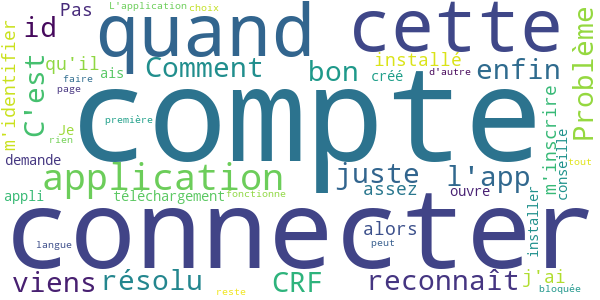 Pas L'application choix
id quand cette
m'identifier C'est qu'il ais Comment bon installé créé d'autre enfin Problème
faire
page
compte
première
Je
rien
demande
application juste l'app
m'inscrire
conseille
tout
appli téléchargement fonctionne assez ouvre
connecter
installer
alors
langue peut
viens résolu CRF reconnaît j'ai
reste bloquée